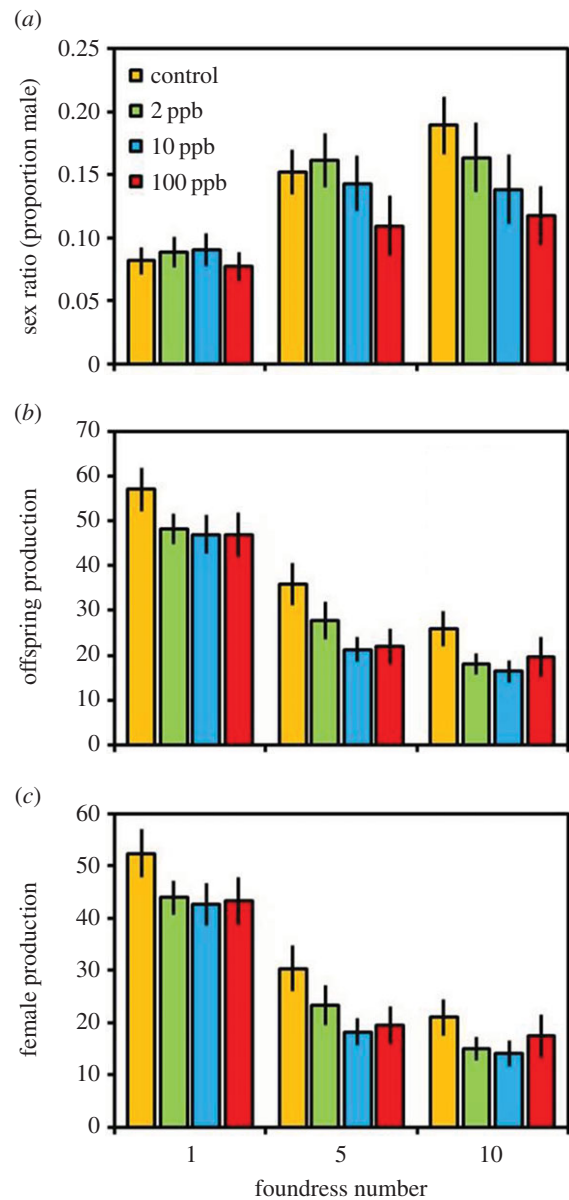 (a)
0.25
0.20
0.15
0.10
0.05
0
sex ratio (proportion male)
control
2 ppb
10 ppb
100 ppb
(b)
70
60
50
40
30
20
10
0
offspring production
(c)
60
50
40
30
20
10
0
female production
1 5 10
foundress number